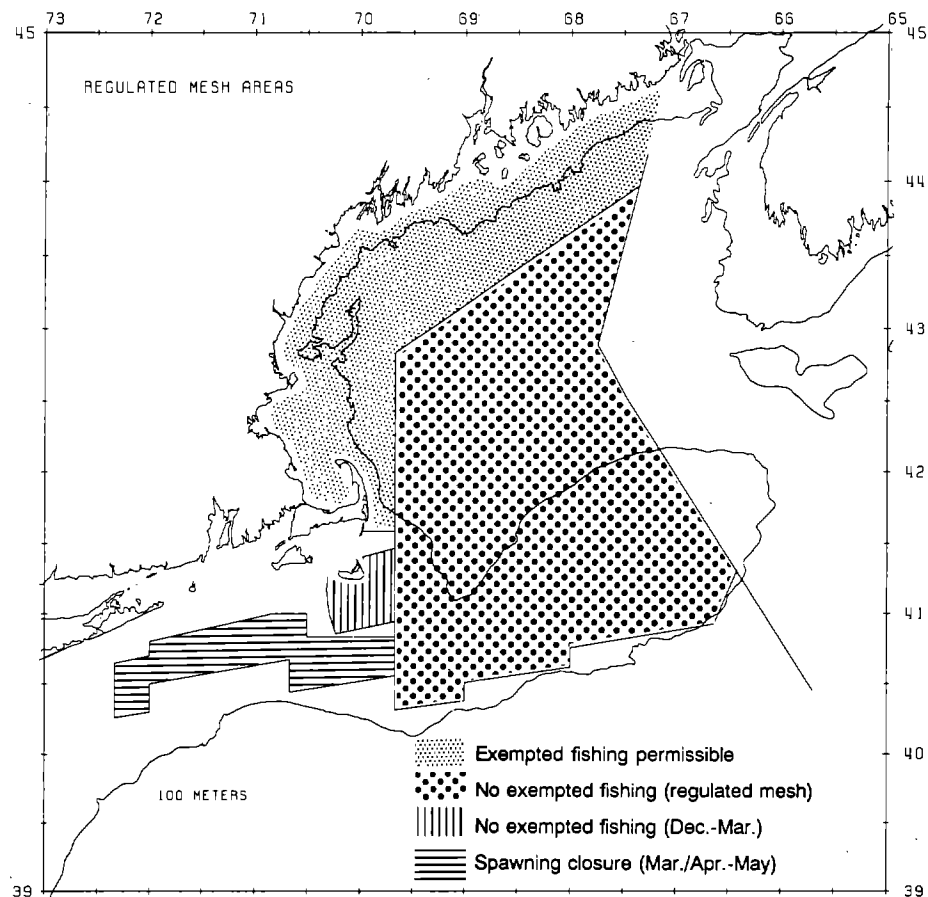 73 72 71 70 69 68 67 66 65
45 45
REGULATED MESH AREAS
44 44
43 43
42 42
41 41
40 40
Exempted fishing permissible
100 METERS
No exempted fishing (regulated mesh)
No exempted fishing (Dec.-Mar.)
Spawning closure (Mar./Apr.-May)
39 39